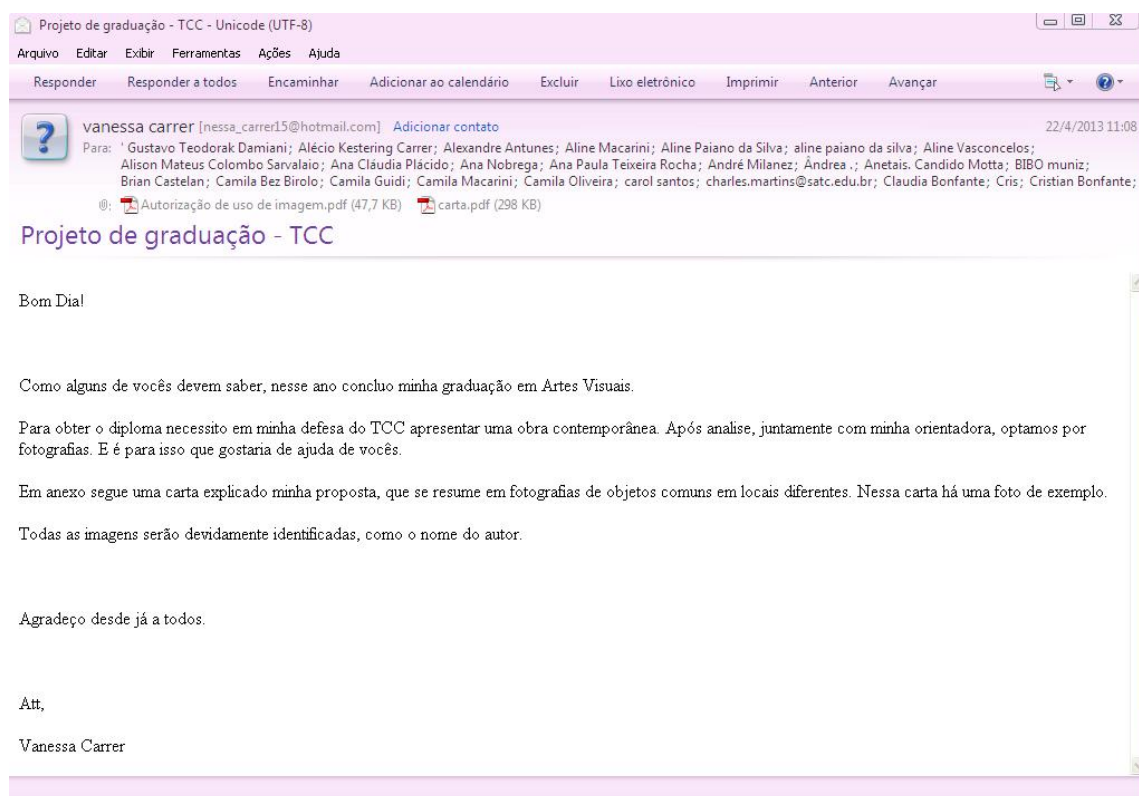 Projeto de graduação - TCC - Unicode (UTF-8)
Arquivo Editar Exibir Ferramentas Ações Ajuda
Responder Responder a todos Encaminhar Adicionar ao calendário Excluir Lixo eletrônico Imprimir Anterior Avançar
vanessa carrer [nessa_carrer15@hotmail.com] Adicionar contato 22/4/2013 11:08
Para: ' Gustavo Teodorak Damiani; Alécio Kestering Carrer; Alexandre Antunes; Aline Macarini; Aline Paiano da Silva; aline paiano da silva; Aline Vasconcelos;
Alison Mateus Colombo Sarvalaio; Ana Cláudia Plácido; Ana Nobrega; Ana Paula Teixeira Rocha; André Milanez; Ândrea .; Anetais. Candido Motta; BIBO muniz;
Brian Castelan; Camila Bez Birolo; Camila Guidi; Camila Macarini; Camila Oliveira; carol santos; charles.martins@satc.edu.br; Claudia Bonfante; Cris; Cristian Bonfante;
Autorização de uso de imagem.pdf (47,7 KB) carta.pdf (298 KB)
Projeto de graduação - TCC
Bom Dia!
Como alguns de vocês devem saber, nesse ano concluo minha graduação em Artes Visuais.
Para obter o diploma necessito em minha defesa do TCC apresentar uma obra contemporânea. Após analise, juntamente com minha orientadora, optamos por
fotografias. E é para isso que gostaria de ajuda de vocês.
Em anexo segue uma carta explicado minha proposta, que se resume em fotografias de objetos comuns em locais diferentes. Nessa carta há uma foto de exemplo.
Todas as imagens serão devidamente identificadas, como o nome do autor.
Agradeço desde já a todos.
Att,
Vanessa Carrer